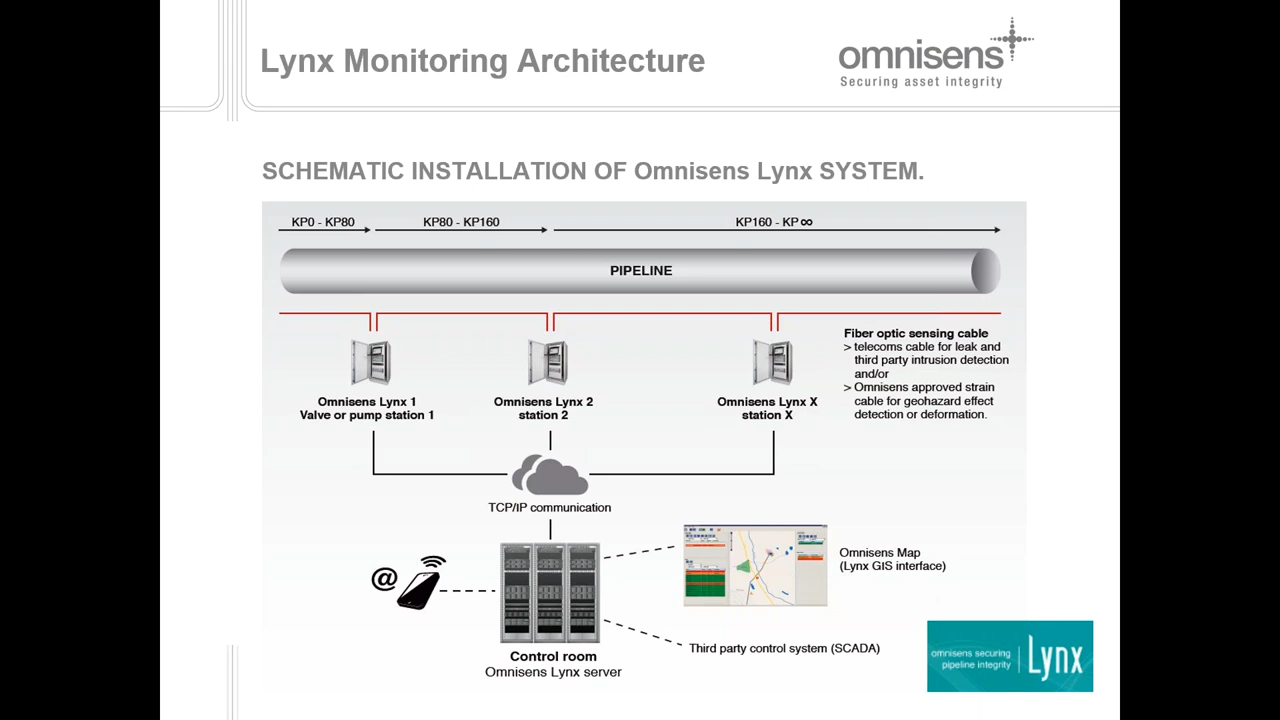 Lynx Monitoring Architecture
omnisens
Securing asset integrity
SCHEMATIC INSTALLATION OF Omnisens Lynx SYSTEM.
KP0 - KP80
KP80 - KP160
KP160 - KP ∞
PIPELINE
Fiber optic sensing cable
> telecoms cable for leak and
third party intrusion detection
and/or
> Omnisens approved strain
cable for geohazard effect
detection or deformation.
Omnisens Lynx 1
Valve or pump station 1
Omnisens Lynx 2
station 2
Omnisens Lynx X
station X
TCP/IP communication
@
Omnisens Map
(Lynx GIS interface)
Third party control system (SCADA)
Control room
Omnisens Lynx server
omnisens securing
pipeline integrity
Lynx